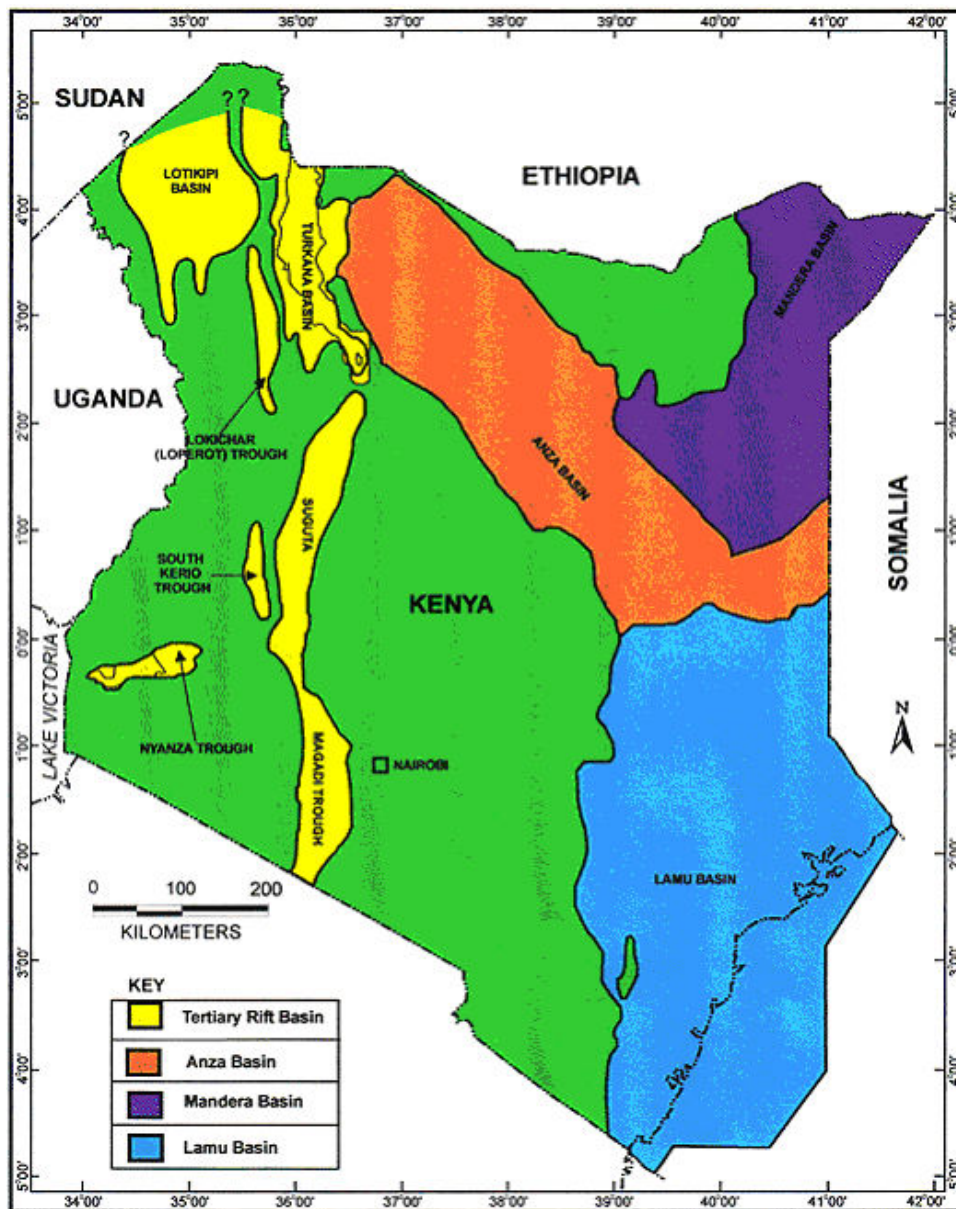 34°00'
35°00'
36°00'
37°00'
38°00'
39°00'
40°00'
41°00'
42°00'
SUDAN
? ? ? ?
5°00'
5°00'
ETHIOPIA
LOTIKIPI
BASIN
4°00'
4°00'
TURKANA BASIN
MANDERA BASIN
3°00'
3°00'
UGANDA
2°00'
2°00'
LOKICHAR
(LOPEROT) TROUGH
ANZA BASIN
SUGUTA
1°00'
1°00'
SOUTH
KERIO
TROUGH
SOMALIA
KENYA
0°00'
0°00'
LAKE VICTORIA
N
NYANZA TROUGH
1°00'
1°00'
MAGADI TROUGH
NAIROBI
2°00'
2°00'
LAMU BASIN
0 100 200
KILOMETERS
3°00'
3°00'
KEY
Tertiary Rift Basin
Anza Basin
Mandera Basin
Lamu Basin
4°00'
4°00'
5°00'
5°00'
34°00'
35°00'
36°00'
37°00'
38°00'
39°00'
40°00'
41°00'
42°00'